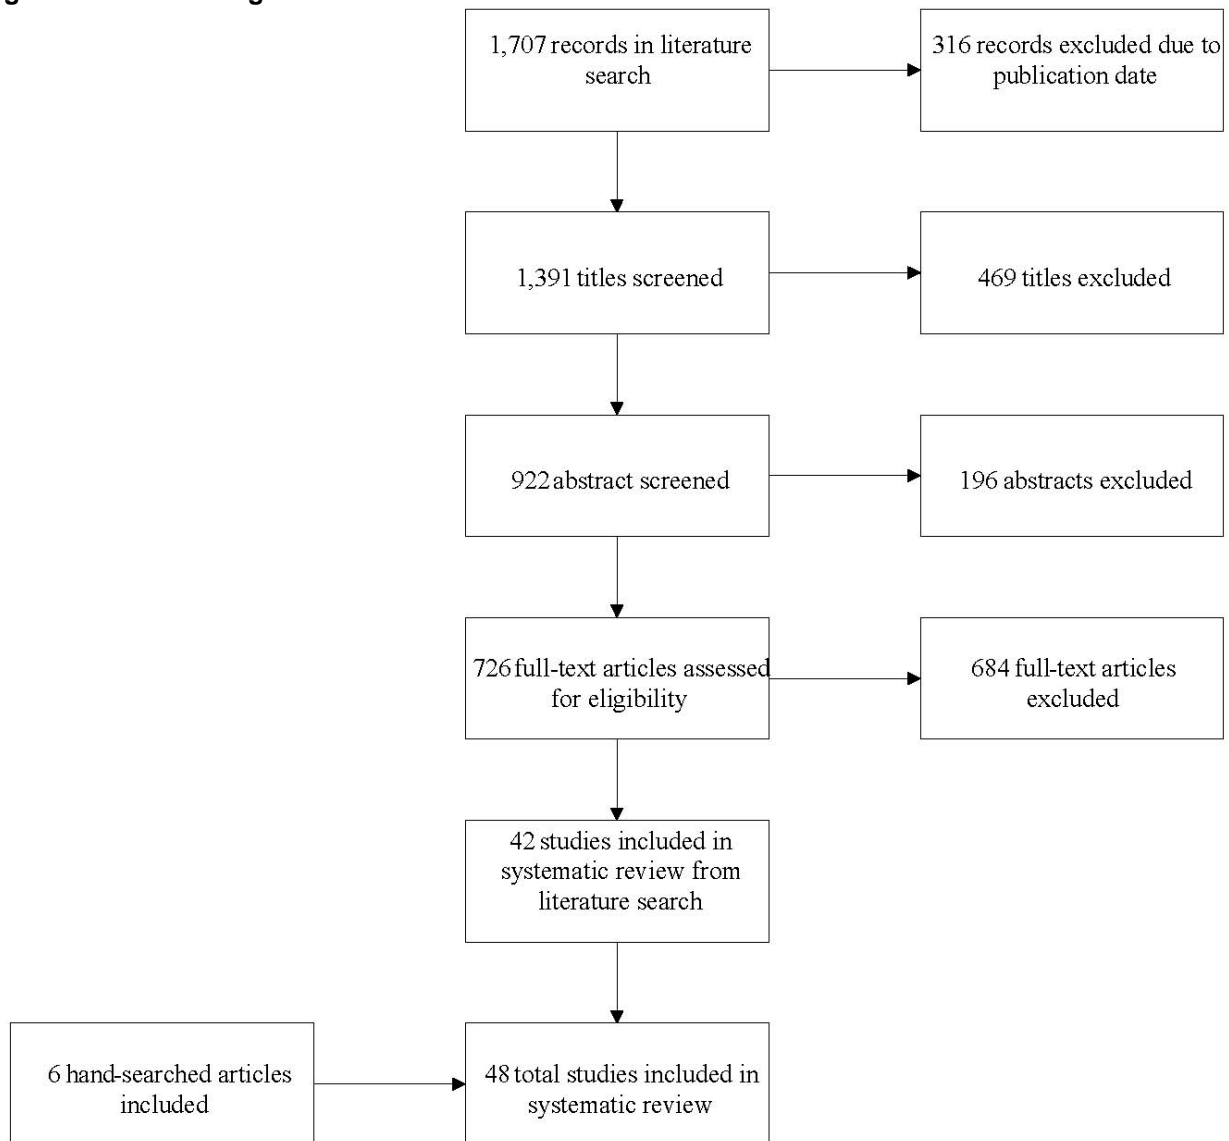 1,707 records in literature
search
316 records excluded due to
publication date
1,391 titles screened
469 titles excluded
922 abstract screened
196 abstracts excluded
726 full-text articles assessed
for eligibility
684 full-text articles
excluded
42 studies included in
systematic review from
literature search
6 hand-searched articles
included
48 total studies included in
systematic review